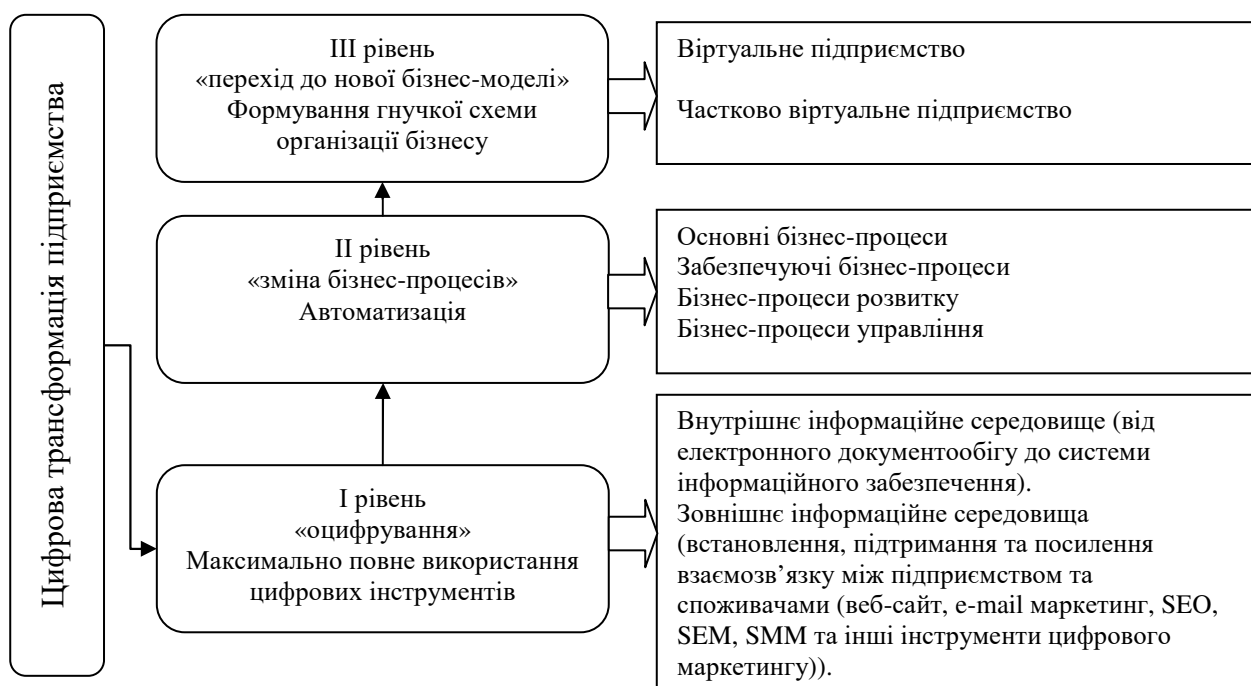 Цифрова трансформація підприємства
III рівень
«перехід до нової бізнес-моделі»
Формування гнучкої схеми
організації бізнесу
Віртуальне підприємство
Частково віртуальне підприємство
II рівень
«зміна бізнес-процесів»
Автоматизація
Основні бізнес-процеси
Забезпечуючі бізнес-процеси
Бізнес-процеси розвитку
Бізнес-процеси управління
I рівень
«оцифрування»
Максимально повне використання
цифрових інструментів
Внутрішнє інформаційне середовище (від
електронного документообігу до системи
інформаційного забезпечення).
Зовнішнє інформаційне середовища
(встановлення, підтримання та посилення
взаємозв’язку між підприємством та
споживачами (веб-сайт, e-mail маркетинг, SEO,
SEM, SMM та інші інструменти цифрового
маркетингу)).